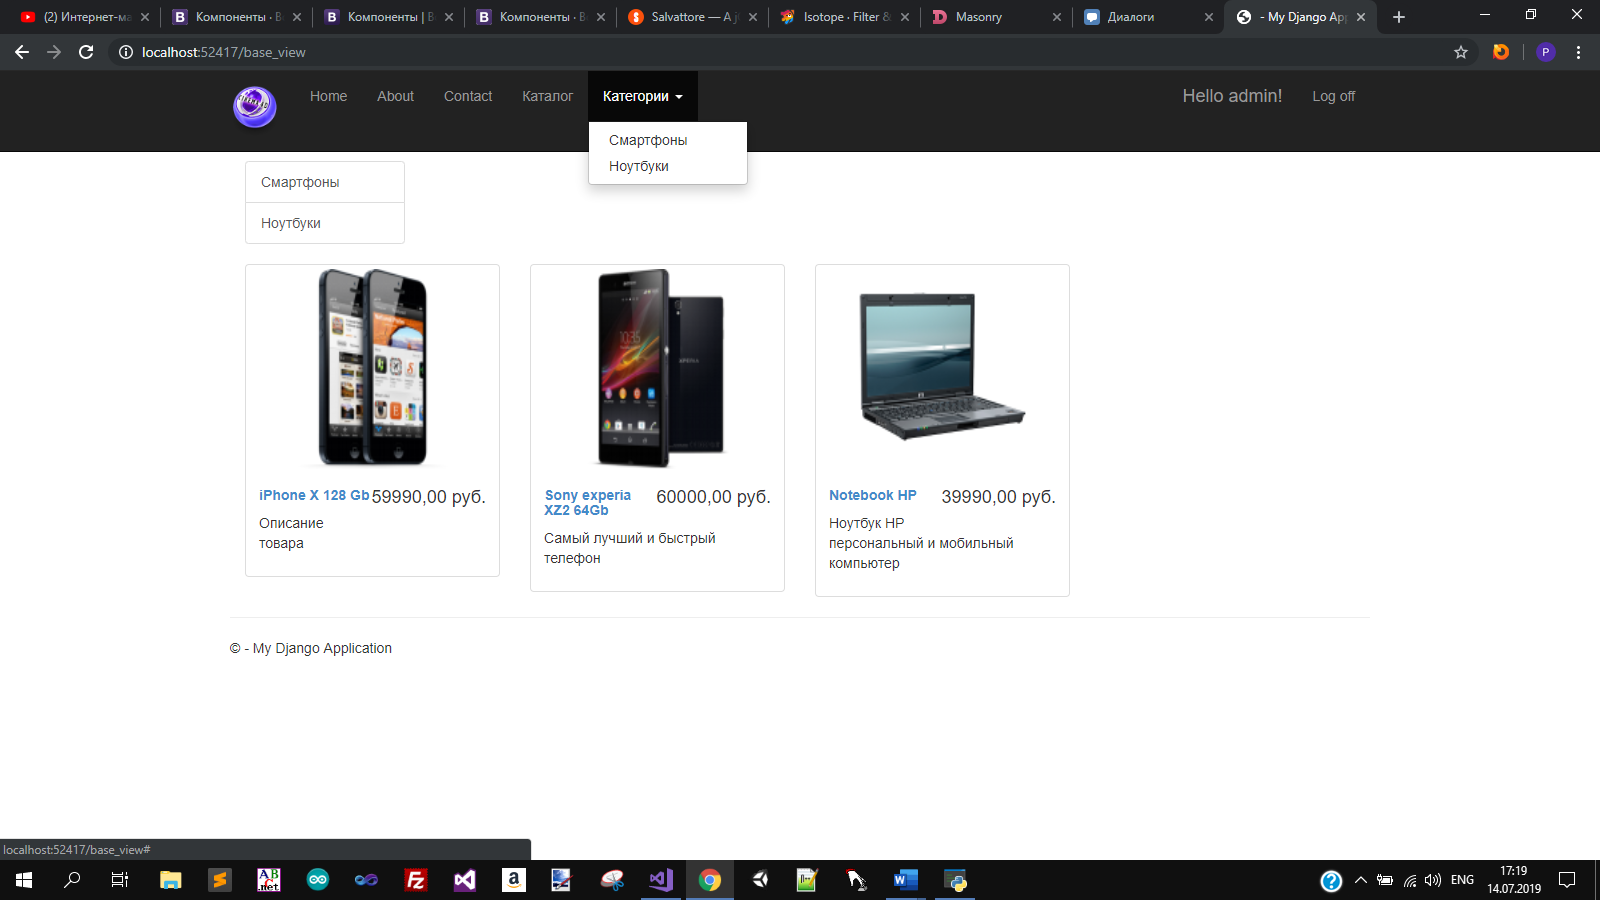 (2) Интернет-ма
Компоненты · B
Компоненты | B
Компоненты · B
Salvattore — A j
Isotope · Filter &
Masonry
Диалоги
- My Django Ap
localhost:52417/base_view
P
Home
About
Contact
Каталог
Категории
Hello admin!
Log off
Смартфоны
Ноутбуки
Смартфоны
Ноутбуки
iPhone X 128 Gb
59990,00 руб.
Описание
товара
Sony experia
XZ2 64Gb
60000,00 руб.
Самый лучший и быстрый
телефон
Notebook HP
39990,00 руб.
Ноутбук HP
персональный и мобильный
компьютер
© - My Django Application
localhost:52417/base_view#
ENG
17:19
14.07.2019